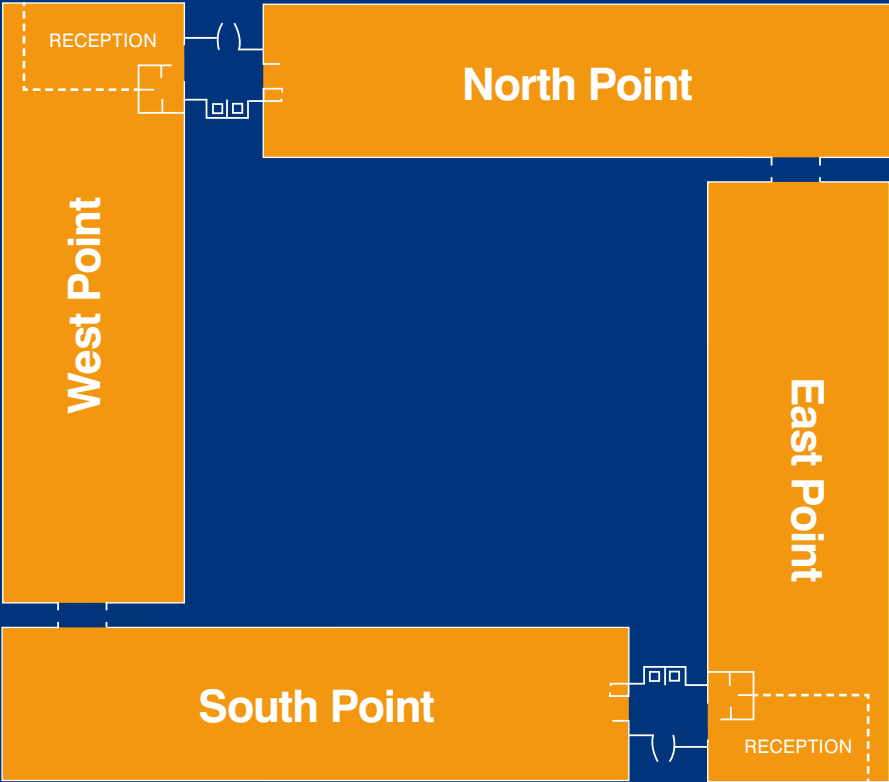 RECEPTION
North Point
West Point
East Point
South Point
RECEPTION